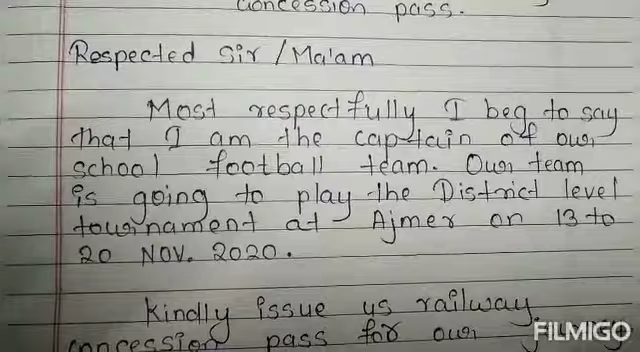 concession pass.
Respected Sir / Ma'am
Most respectfully I beg to say
that I am the captain of our
school football team. Our team
is going to play the District level
tournament at Ajmer on 13 to
20 NOV. 2020.
Kindly issue us railway
concession pass for our
FILMIGO